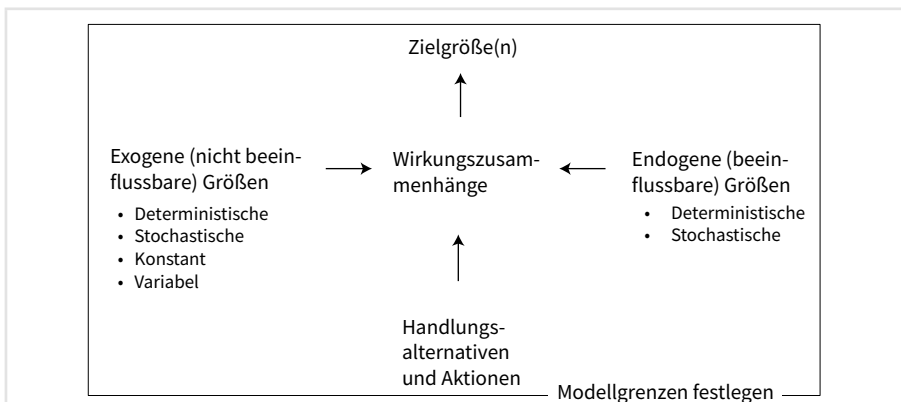 Zielgröße(n)
Exogene (nicht beein-
flussbare) Größen
• Deterministische
• Stochastische
• Konstant
• Variabel
Wirkungszusam-
menhänge
Endogene (beein-
flussbare) Größen
• Deterministische
• Stochastische
Handlungs-
alternativen
und Aktionen
Modellgrenzen festlegen